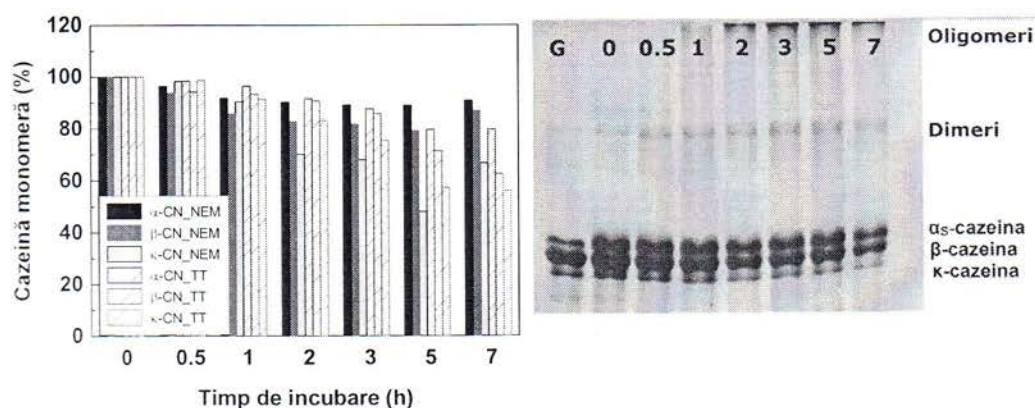 Cazeină monomeră (%)
120
100
80
60
40
20
0
α-CN_NEM
β-CN_NEM
κ-CN_NEM
α-CN_TT
β-CN_TT
κ-CN_TT
0 0.5 1 2 3 5 7
Timp de incubare (h)
G 0 0.5 1 2 3 5 7
Oligomeri
Dimeri
αs-cazeina
β-cazeina
κ-cazeina